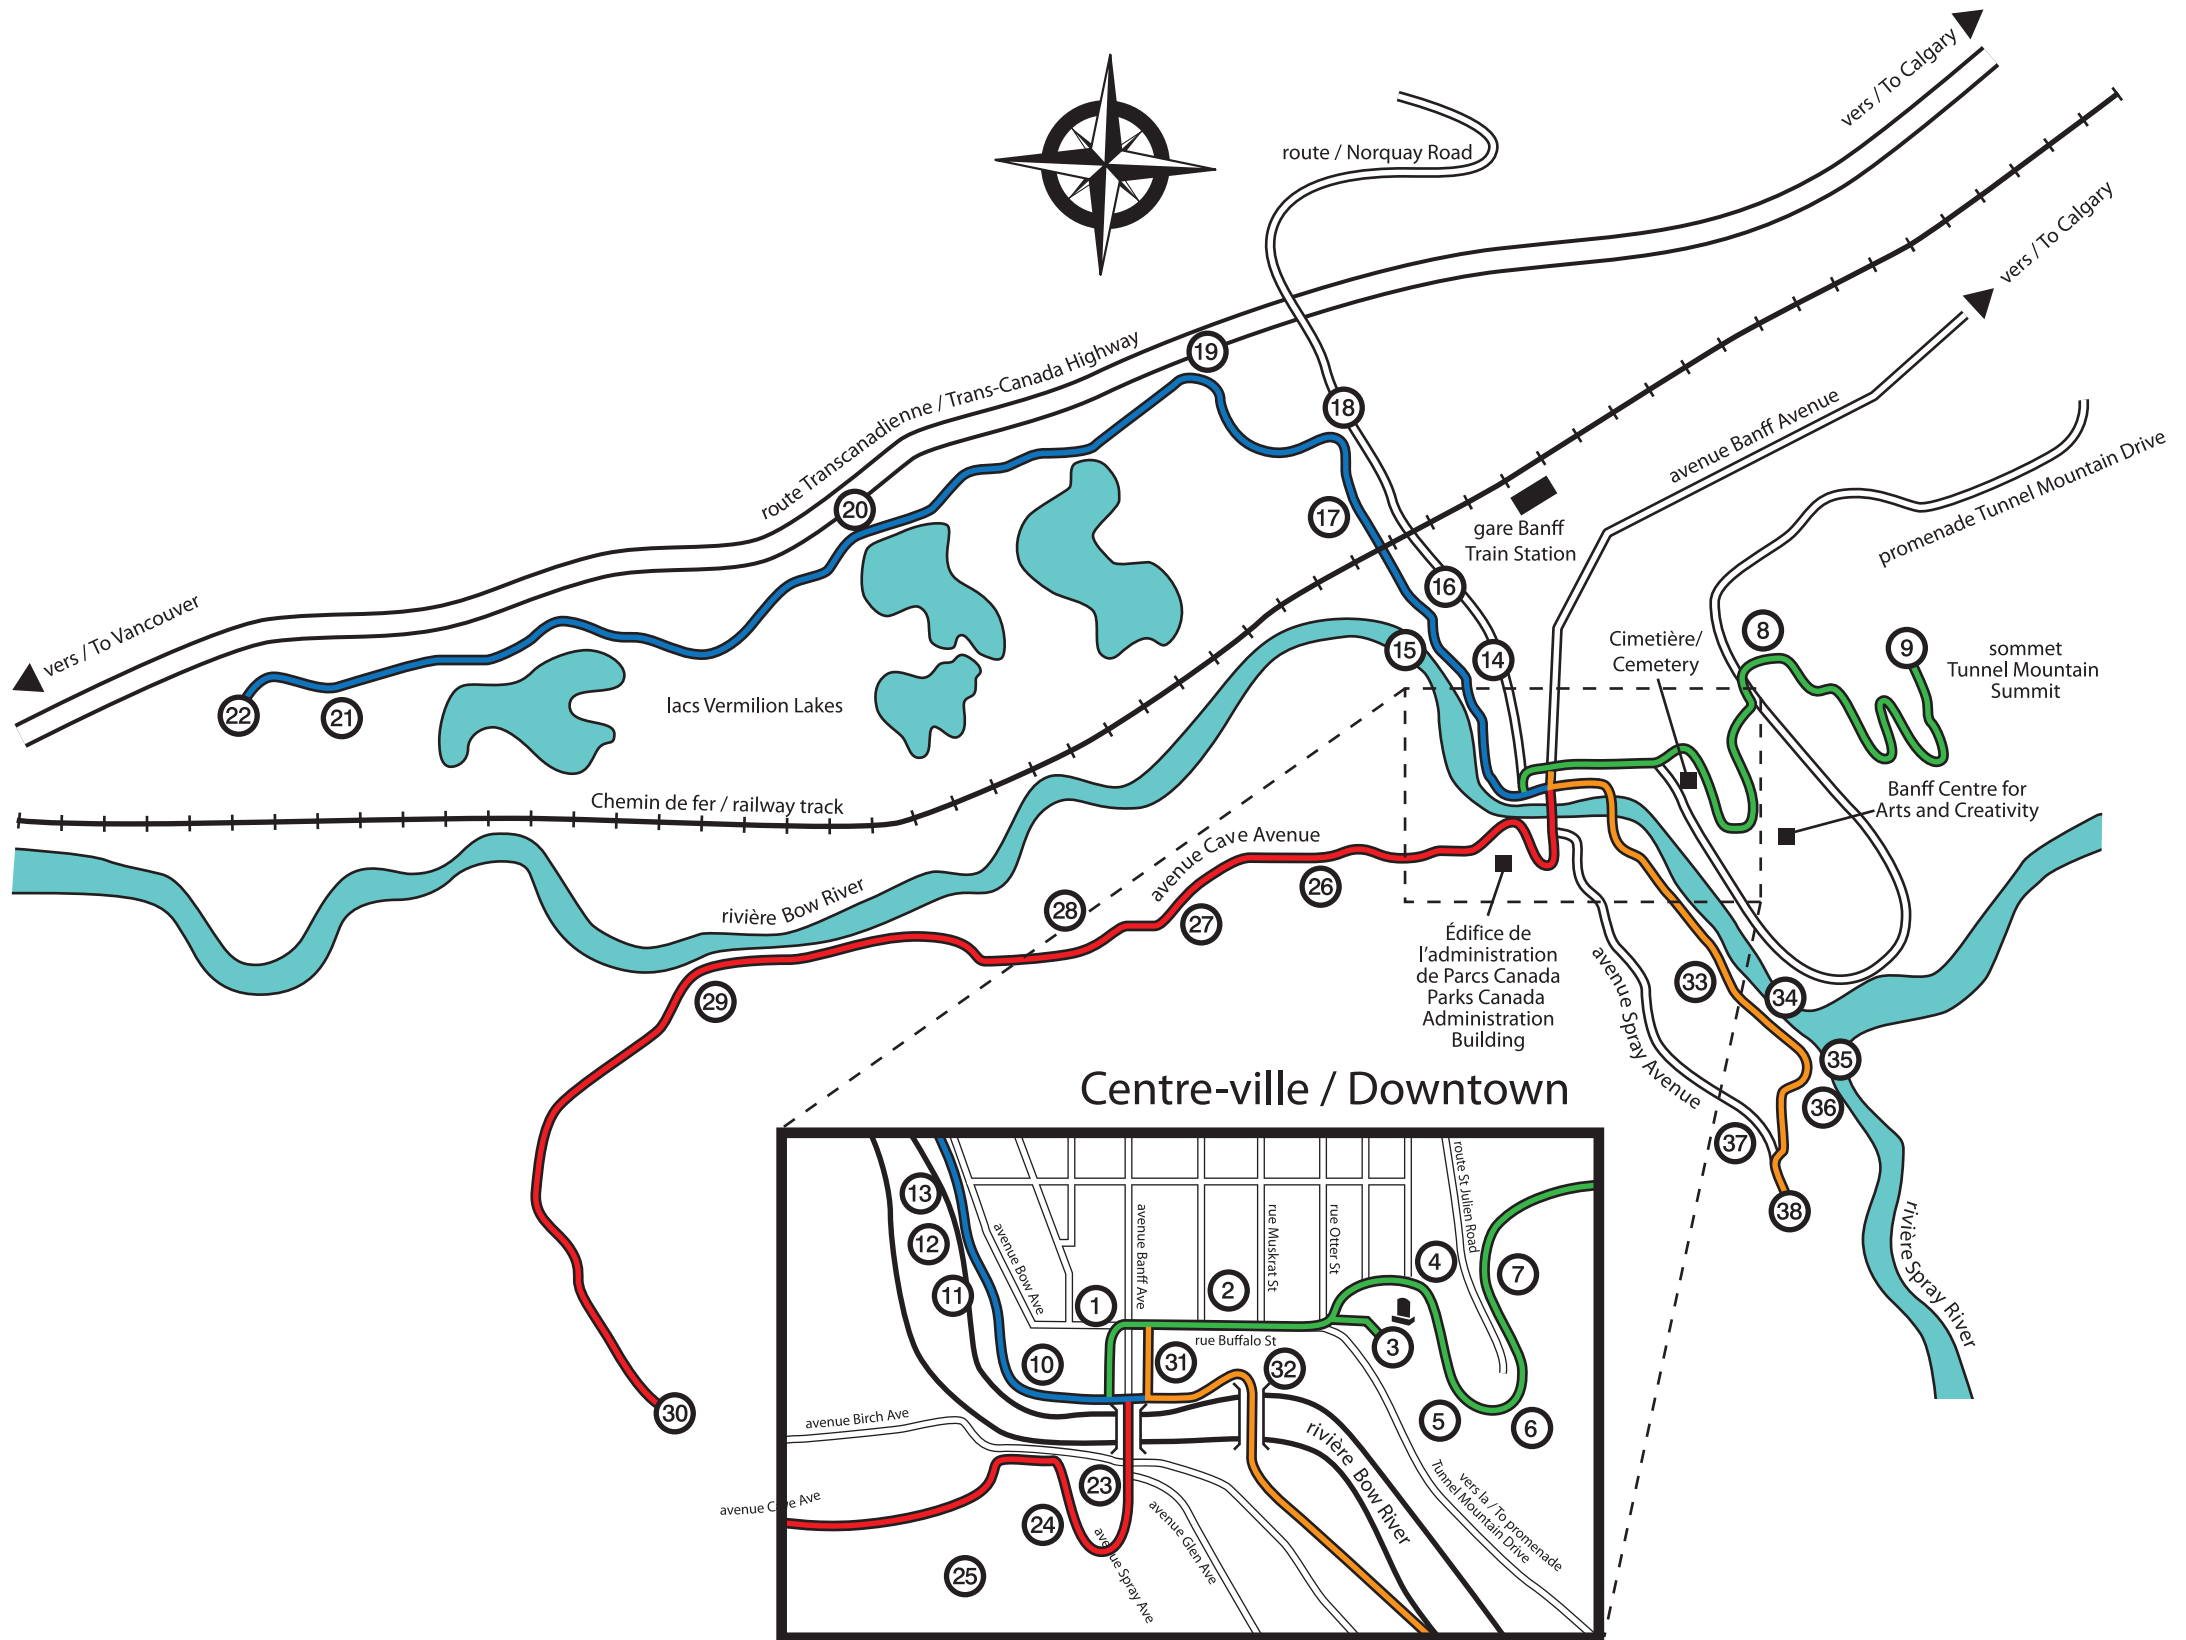 vers / To Calgary
route / Norquay Road
vers / To Calgary
route Transcanadienne / Trans-Canada Highway
19
18
avenue Banff Avenue
promenade Tunnel Mountain Drive
20
17
gare Banff
Train Station
16
vers / To Vancouver
Cimetière/
Cemetery
8
9
sommet
Tunnel Mountain
Summit
15
14
22
21
lacs Vermilion Lakes
Chemin de fer / railway track
Banff Centre for
Arts and Creativity
avenue Cave Avenue
26
rivière Bow River
28
27
29
Édifice de
l'administration
de Parcs Canada
Parks Canada
Administration
Building
avenue Spray Avenue
33
34
35
36
37
38
rivière Spray River
30
Centre-ville / Downtown
13
12
11
avenue Bow Ave
avenue Banff Ave
rue Muskrat St
rue Otter St
route St Julien Road
1
2
4
7
3
rue Buffalo St
10
31
32
5
6
avenue Birch Ave
rivière Bow River
23
avenue Cave Ave
24
25
avenue Spray Ave
avenue Glen Ave
vers la / To promenade
Tunnel Mountain Drive